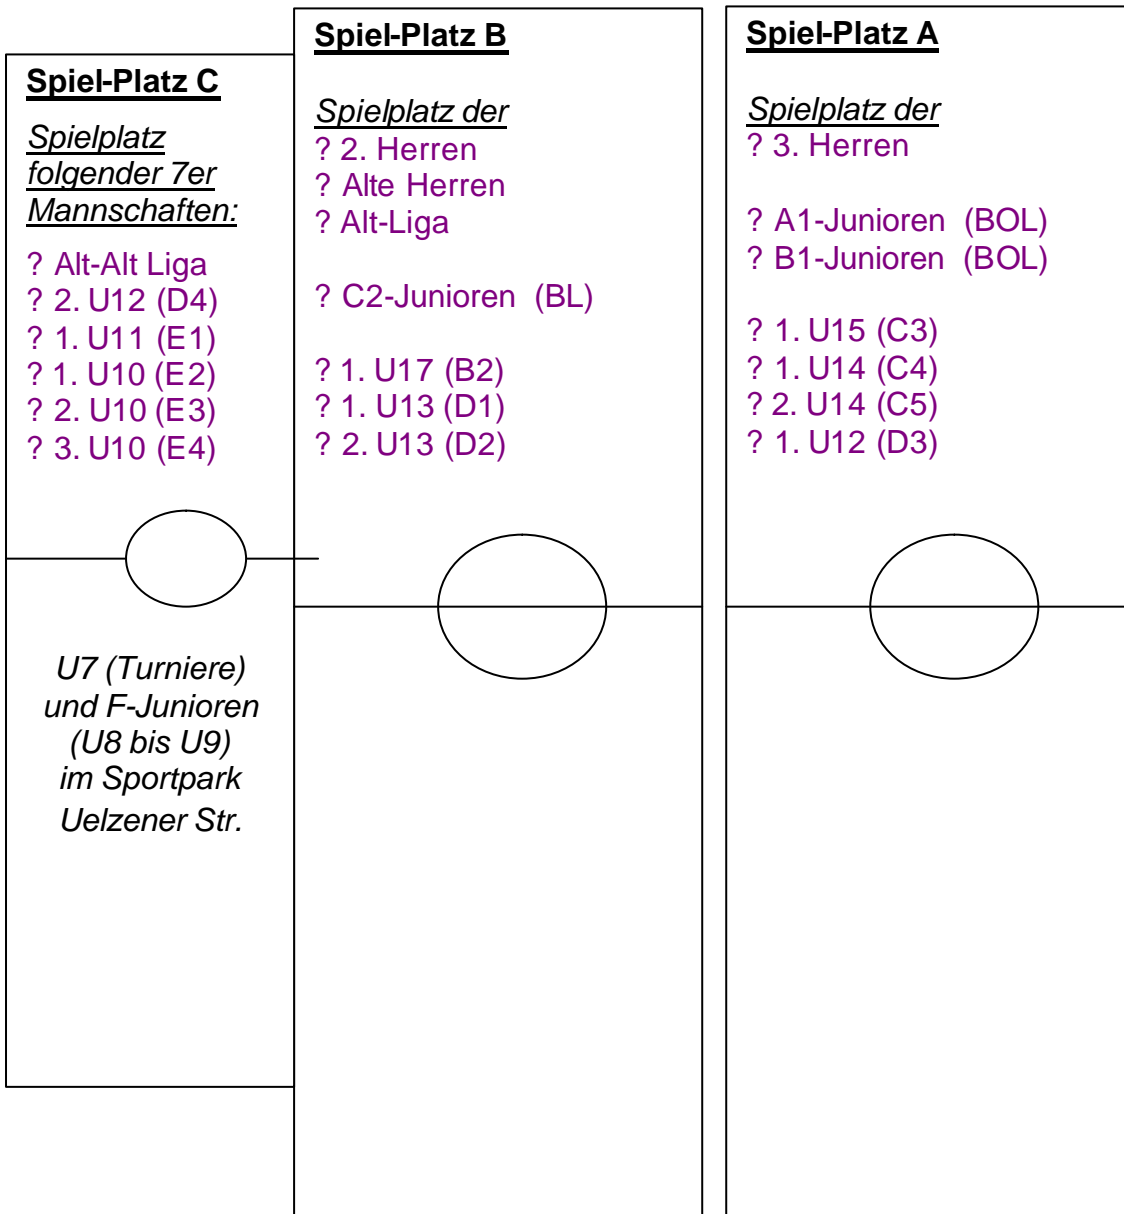 Spiel-Platz C
Spielplatz
folgender 7er
Mannschaften:
? Alt-Alt Liga
? 2. U12 (D4)
? 1. U11 (E1)
? 1. U10 (E2)
? 2. U10 (E3)
? 3. U10 (E4)
U7 (Turniere)
und F-Junioren
(U8 bis U9)
im Sportpark
Uelzener Str.
Spiel-Platz B
Spielplatz der
? 2. Herren
? Alte Herren
? Alt-Liga
? C2-Junioren (BL)
? 1. U17 (B2)
? 1. U13 (D1)
? 2. U13 (D2)
Spiel-Platz A
Spielplatz der
? 3. Herren
? A1-Junioren (BOL)
? B1-Junioren (BOL)
? 1. U15 (C3)
? 1. U14 (C4)
? 2. U14 (C5)
? 1. U12 (D3)